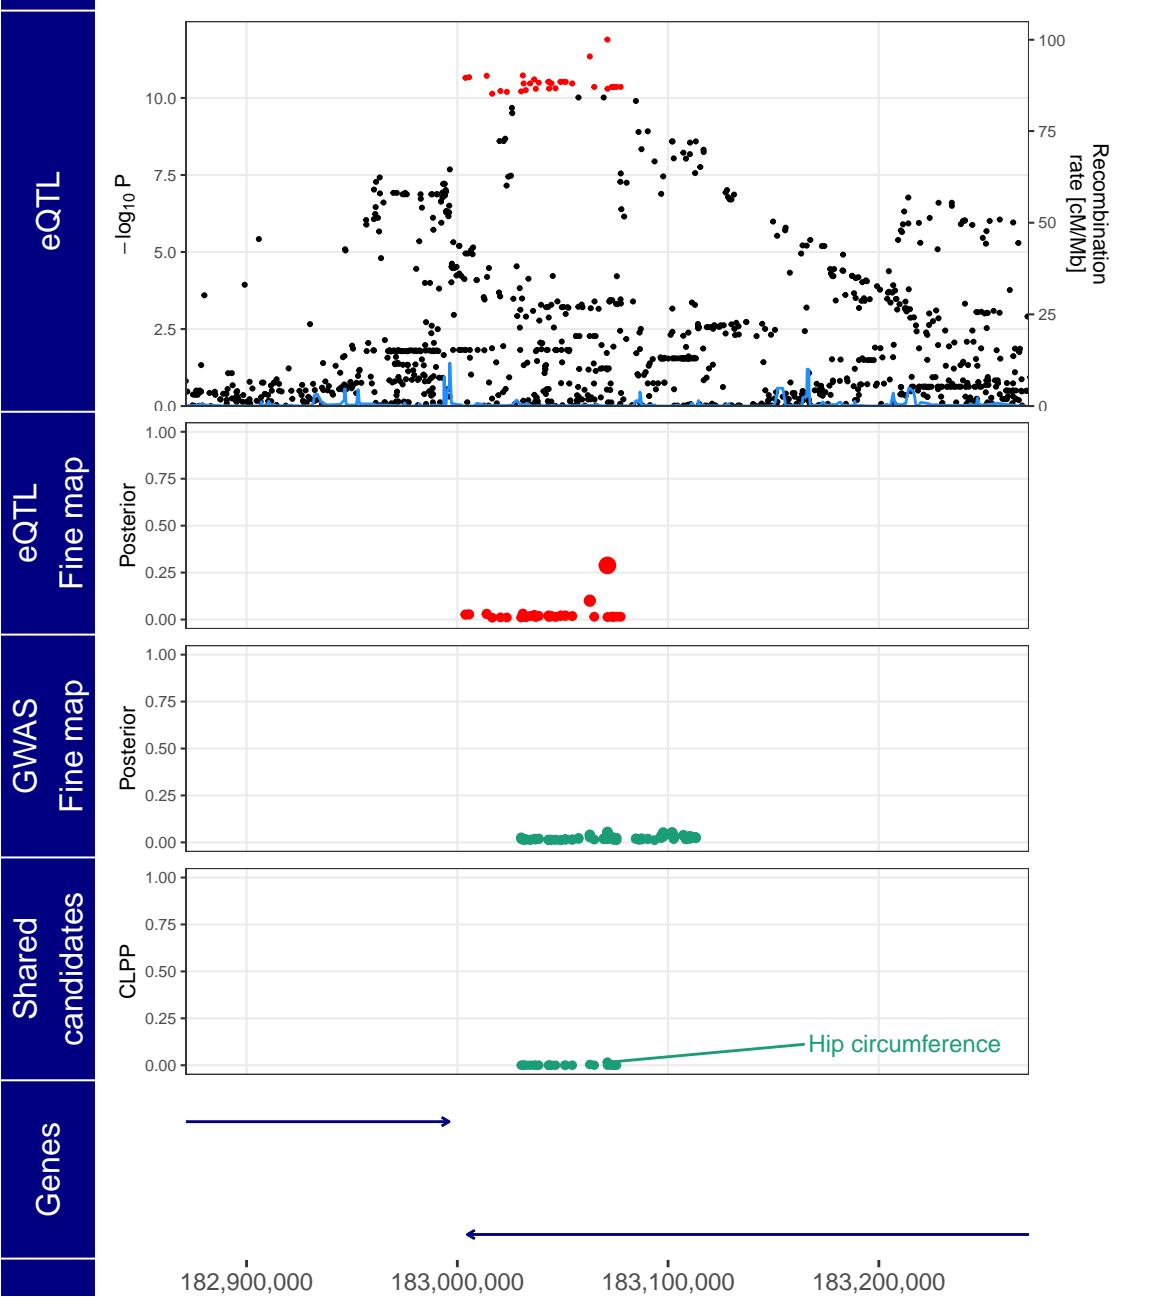 eQTL
−log10 P
10.0
7.5
5.0
2.5
0.0
100
75
50
25
0
Recombination
rate [cM/Mb]
eQTL
Fine map
Posterior
1.00
0.75
0.50
0.25
0.00
GWAS
Fine map
Posterior
1.00
0.75
0.50
0.25
0.00
Shared
candidates
CLPP
1.00
0.75
0.50
0.25
0.00
Hip circumference
Genes
182,900,000
183,000,000
183,100,000
183,200,000